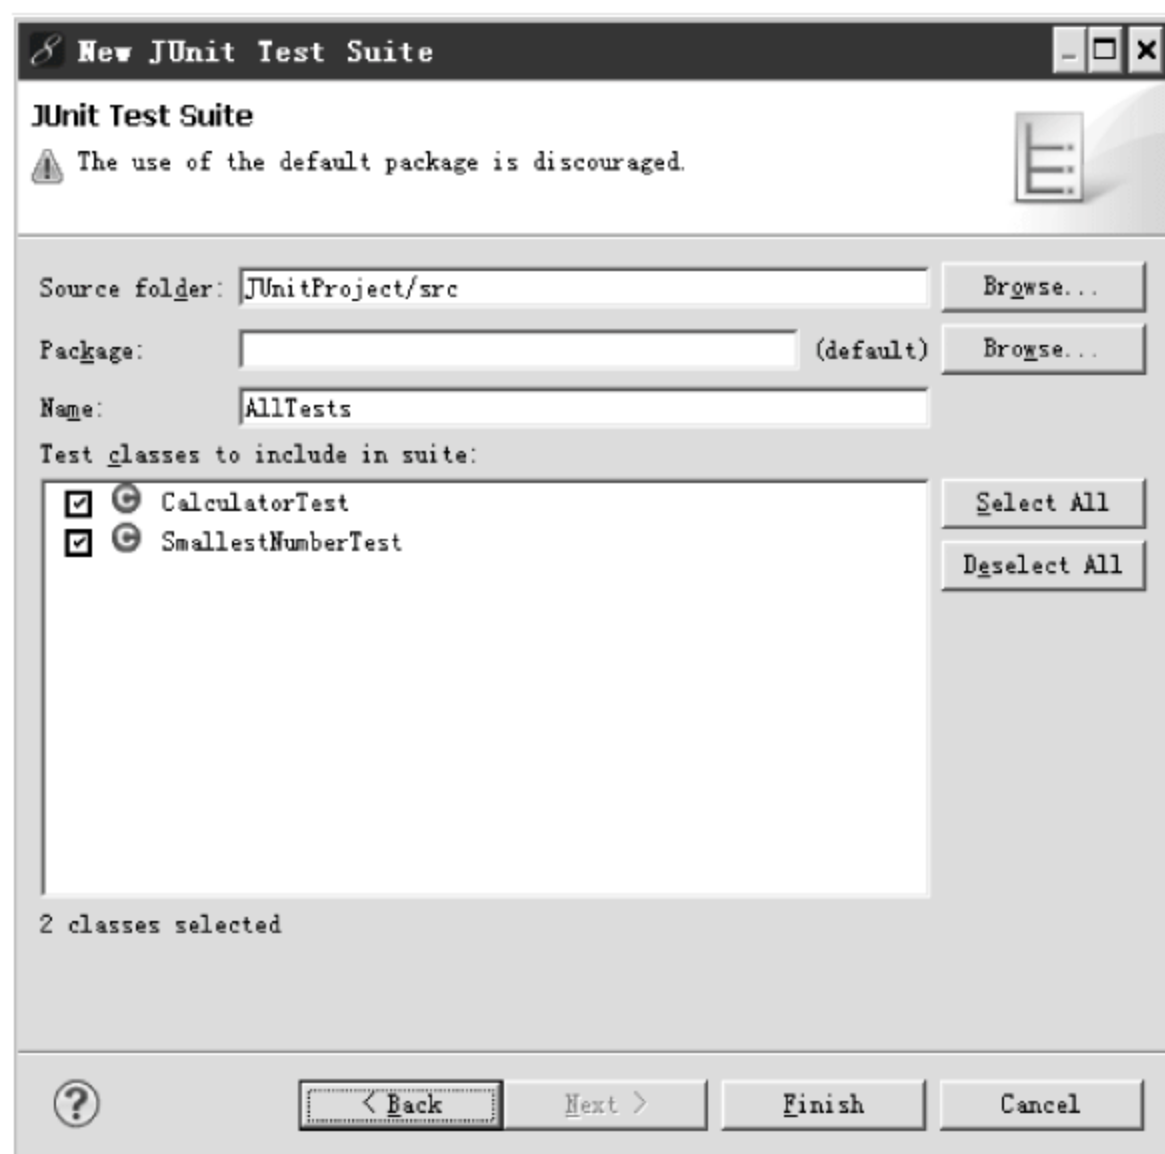 New JUnit Test Suite
JUnit Test Suite
The use of the default package is discouraged.
Source folder: JUnitProject/src Browse...
Package: (default) Browse...
Name: AllTests
Test classes to include in suite:
CalculatorTest Select All
SmallestNumberTest
Deselect All
2 classes selected
? < Back Next > Finish Cancel